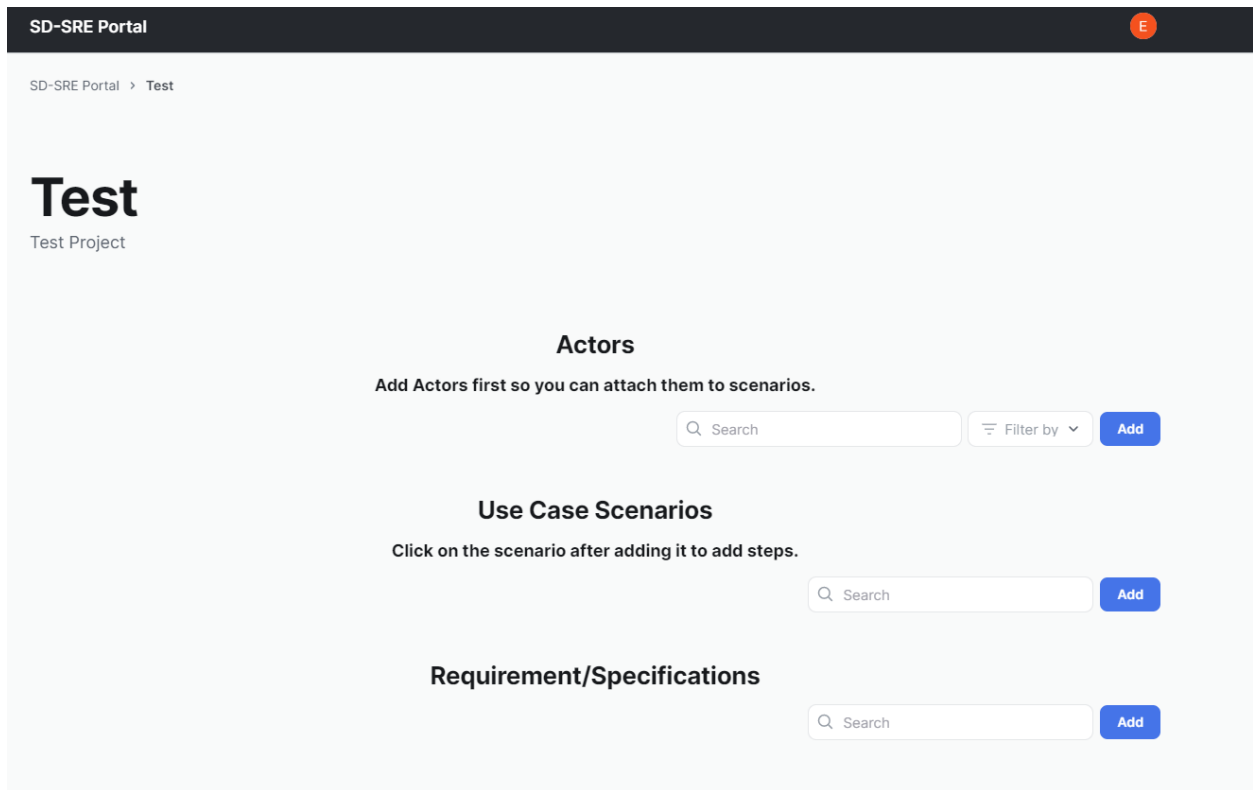 SD-SRE Portal
E
SD-SRE Portal > Test
Test
Test Project
Actors
Add Actors first so you can attach them to scenarios.
Search
Filter by
Add
Use Case Scenarios
Click on the scenario after adding it to add steps.
Search
Add
Requirement/Specifications
Search
Add